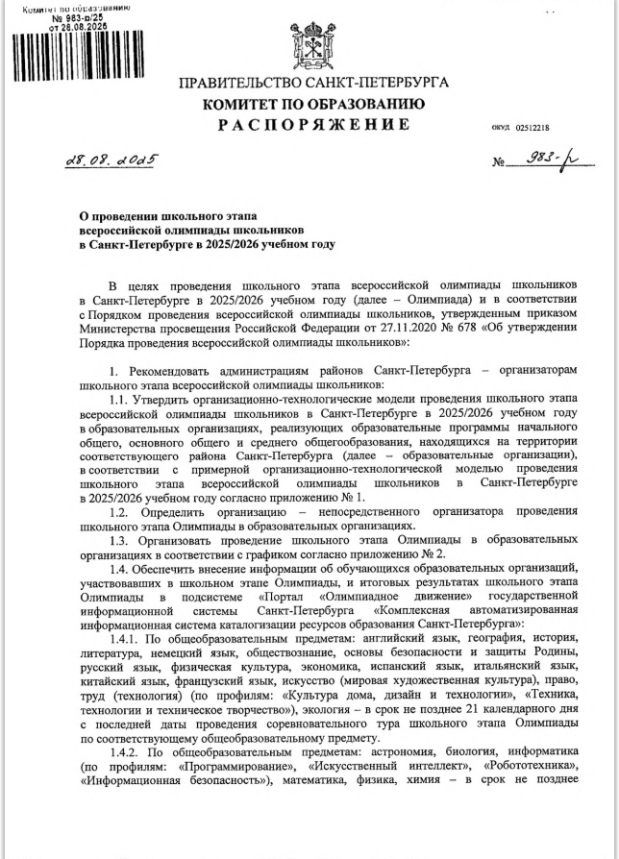 Комитет по образованию
№ 983-р/25
от 28.08.2025
ПРАВИТЕЛЬСТВО САНКТ-ПЕТЕРБУРГА
КОМИТЕТ ПО ОБРАЗОВАНИЮ
РАСПОРЯЖЕНИЕ
ОКУД 02512218
28.08.2025
№ 983-р
О проведении школьного этапа
всероссийской олимпиады школьников
в Санкт-Петербурге в 2025/2026 учебном году
В целях проведения школьного этапа всероссийской олимпиады школьников
в Санкт-Петербурге в 2025/2026 учебном году (далее – Олимпиада) и в соответствии
с Порядком проведения всероссийской олимпиады школьников, утвержденным приказом
Министерства просвещения Российской Федерации от 27.11.2020 № 678 «Об утверждении
Порядка проведения всероссийской олимпиады школьников»:
1. Рекомендовать администрациям районов Санкт-Петербурга – организаторам
школьного этапа всероссийской олимпиады школьников:
1.1. Утвердить организационно-технологические модели проведения школьного этапа
всероссийской олимпиады школьников в Санкт-Петербурге в 2025/2026 учебном году
в образовательных организациях, реализующих образовательные программы начального
общего, основного общего и среднего общего­образования, находящихся на территории
соответствующего района Санкт-Петербурга (далее – образовательные организации),
в соответствии с примерной организационно-технологической моделью проведения
школьного этапа всероссийской олимпиады школьников в Санкт-Петербурге
в 2025/2026 учебном году согласно приложению № 1.
1.2. Определить организацию – непосредственного организатора проведения
школьного этапа Олимпиады в образовательных организациях.
1.3. Организовать проведение школьного этапа Олимпиады в образовательных
организациях в соответствии с графиком согласно приложению № 2.
1.4. Обеспечить внесение информации об обучающихся образовательных организаций,
участвовавших в школьном этапе Олимпиады, и итоговых результатах школьного этапа
Олимпиады в подсистеме «Портал «Олимпиадное движение» государственной
информационной системы Санкт-Петербурга «Комплексная автоматизированная
информационная система каталогизации ресурсов образования Санкт-Петербурга»:
1.4.1. По общеобразовательным предметам: английский язык, география, история,
литература, немецкий язык, обществознание, основы безопасности и защиты Родины,
русский язык, физическая культура, экономика, испанский язык, итальянский язык,
китайский язык, французский язык, искусство (мировая художественная культура), право,
труд (технология) (по профилям: «Культура дома, дизайн и технологии», «Техника,
технологии и техническое творчество»), экология – в срок не позднее 21 календарного дня
с последней даты проведения соревновательного тура школьного этапа Олимпиады
по соответствующему общеобразовательному предмету.
1.4.2. По общеобразовательным предметам: астрономия, биология, информатика
(по профилям: «Программирование», «Искусственный интеллект», «Робототехника»,
«Информационная безопасность»), математика, физика, химия – в срок не позднее